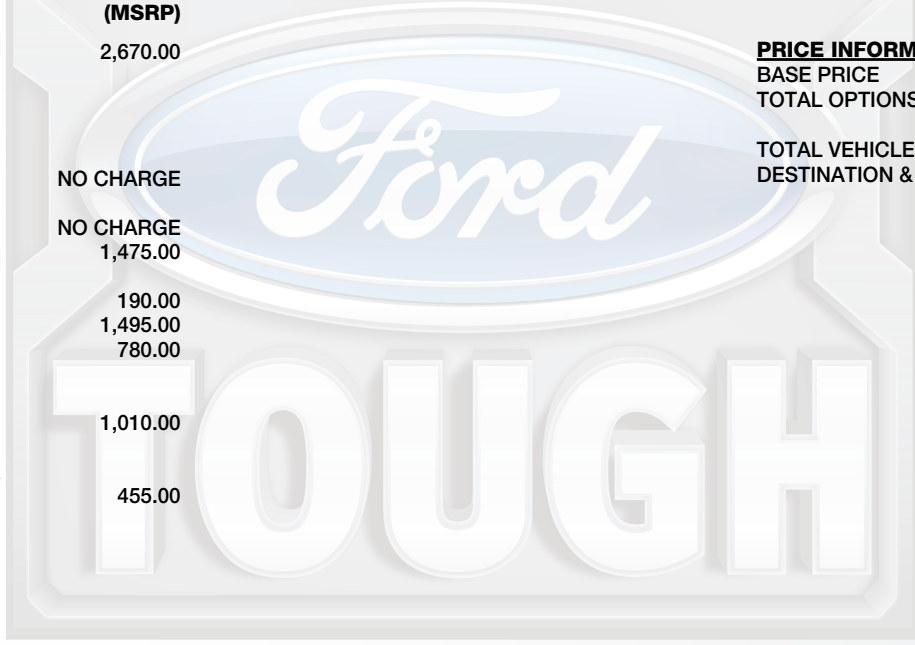 (MSRP)
2,670.00
NO CHARGE
NO CHARGE
1,475.00
190.00
1,495.00
780.00
1,010.00
455.00
PRICE INFORM
BASE PRICE
TOTAL OPTIONS
TOTAL VEHICLE
DESTINATION &
Ford
TOUGH